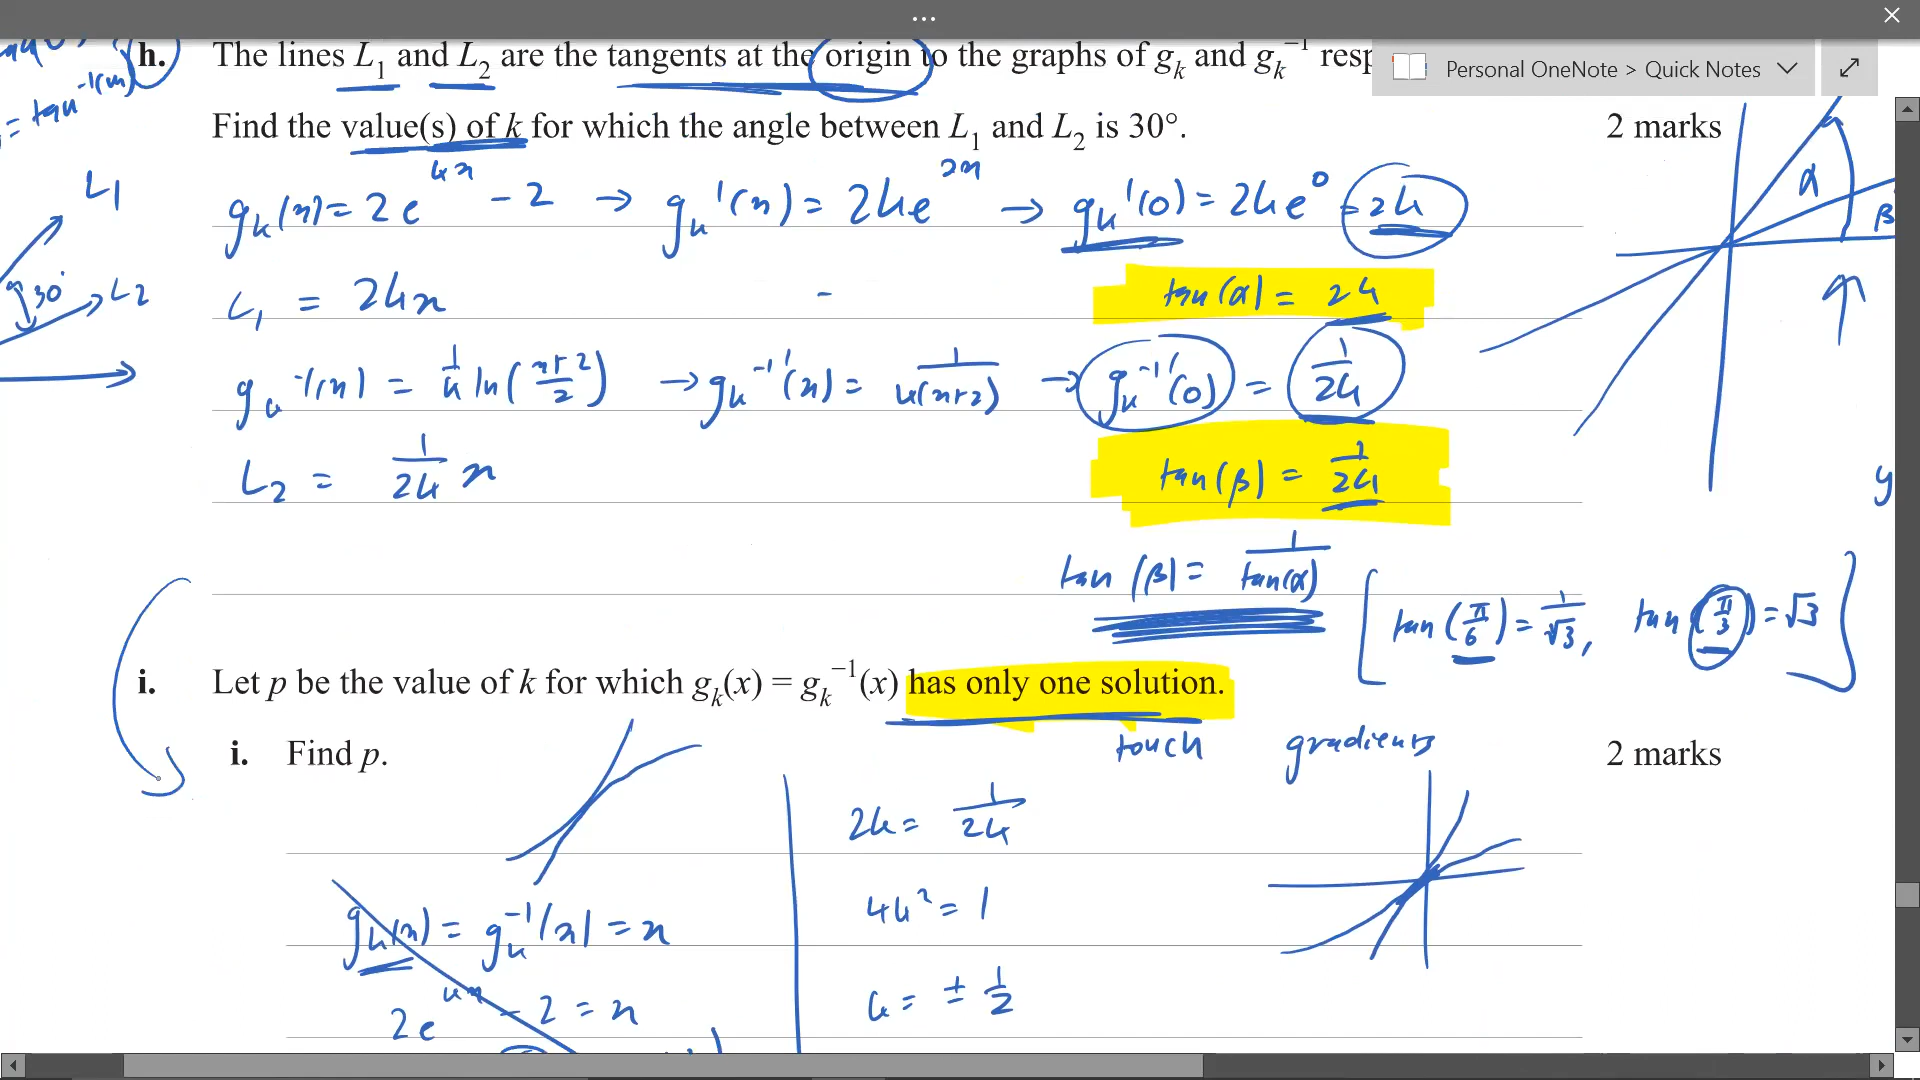 ...
h. The lines L₁ and L₂ are the tangents at the origin to the graphs of gₖ and gₖ⁻¹ resp
Personal OneNote > Quick Notes
= tan⁻¹(m)
Find the value(s) of k for which the angle between L₁ and L₂ is 30°.
2 marks
L1
30° L2
gₖ(x) = 2e^(kx) - 2 → gₖ'(x) = 2ke^(2x) → gₖ'(0) = 2ke⁰ = 2k
α
β
L₁ = 2kx
-
tan(α) = 2k
gₖ⁻¹(x) = 1/k ln((x+2)/2) → gₖ⁻¹'(x) = 1/(k(x+2)) → gₖ⁻¹'(0) = 1/(2k)
L₂ = 1/(2k) x
tan(β) = 1/(2k)
y
tan(β) = 1/tan(α)
[tan(π/6) = 1/√3, tan(π/3) = √3]
i. Let p be the value of k for which gₖ(x) = gₖ⁻¹(x) has only one solution.
touch
gradients
i. Find p.
2 marks
2k = 1/(2k)
4k² = 1
k = ± 1/2
gₖ(x) = gₖ⁻¹(x) = x
2e^(kx) - 2 = x